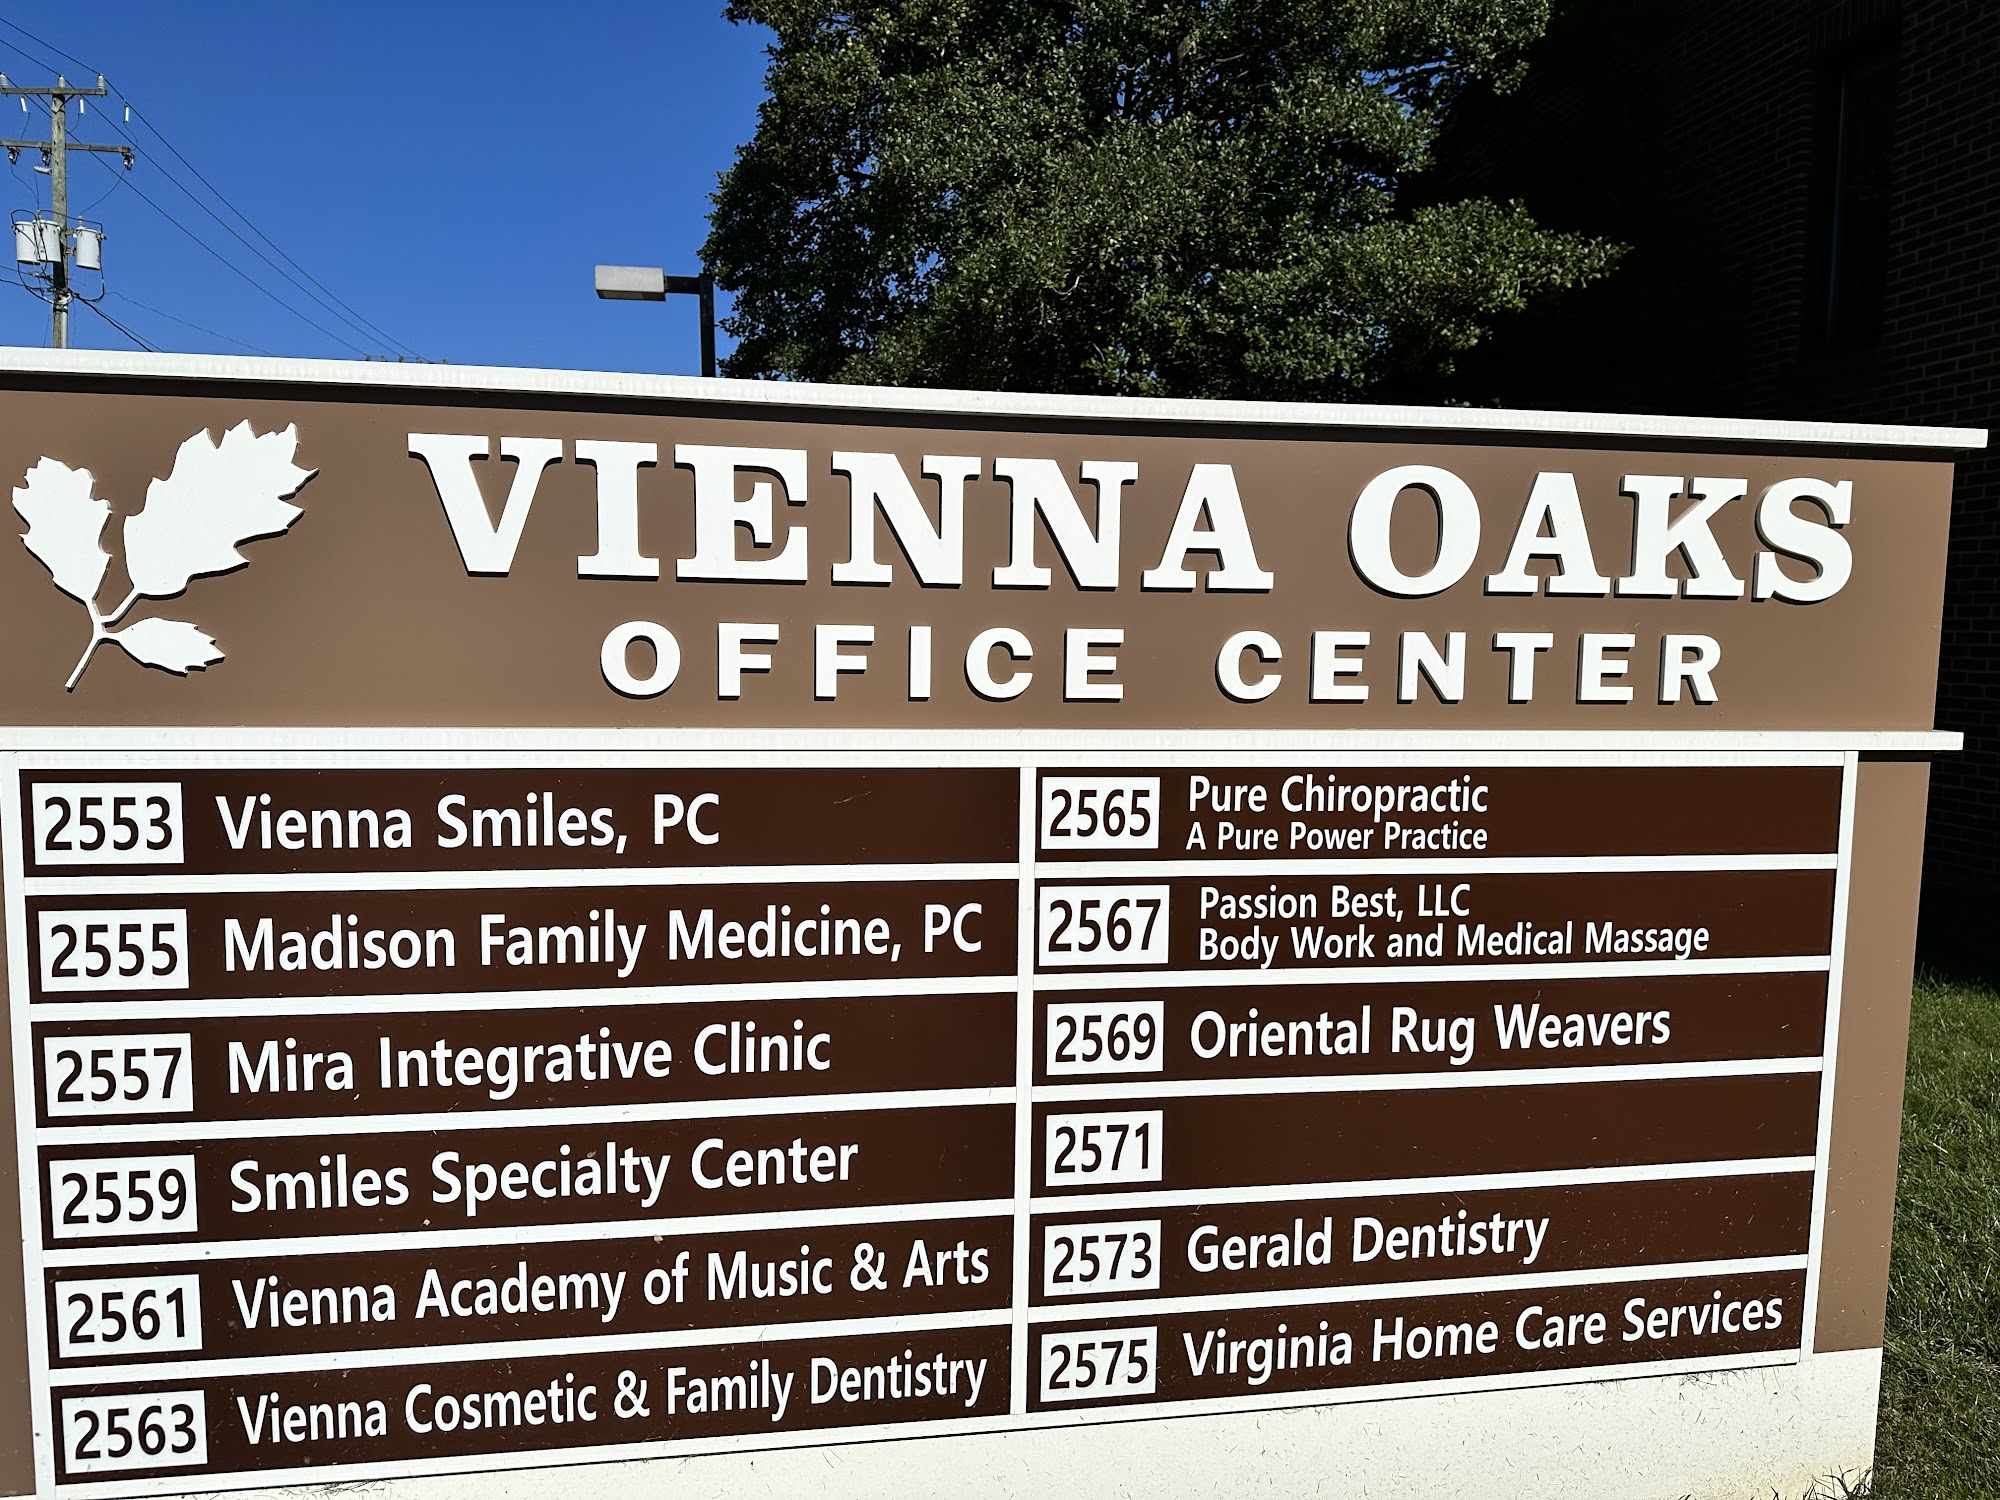 VIENNA OAKS
OFFICE CENTER
2553 Vienna Smiles, PC
2555 Madison Family Medicine, PC
2557 Mira Integrative Clinic
2559 Smiles Specialty Center
2561 Vienna Academy of Music & Arts
2563 Vienna Cosmetic & Family Dentistry
2565 Pure Chiropractic
A Pure Power Practice
2567 Passion Best, LLC
Body Work and Medical Massage
2569 Oriental Rug Weavers
2571
2573 Gerald Dentistry
2575 Virginia Home Care Services